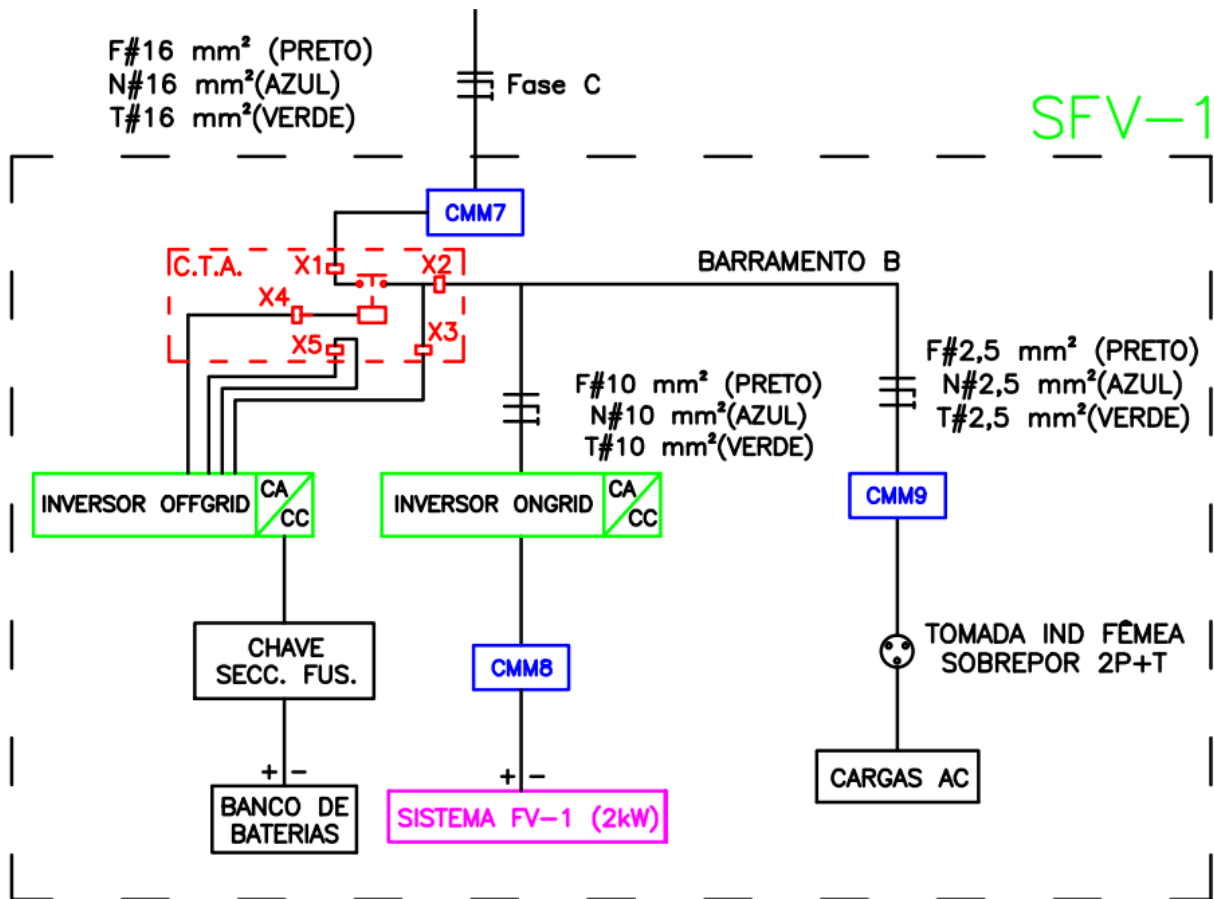 F#16 mm² (PRETO)
N#16 mm²(AZUL)
T#16 mm²(VERDE)
Fase C
SFV-1
CMM7
C.T.A.
X1
X2
BARRAMENTO B
X4
X5
X3
F#10 mm² (PRETO)
N#10 mm²(AZUL)
T#10 mm²(VERDE)
F#2,5 mm² (PRETO)
N#2,5 mm²(AZUL)
T#2,5 mm²(VERDE)
INVERSOR OFFGRID
CA
CC
INVERSOR ONGRID
CA
CC
CMM9
CHAVE
SECC. FUS.
CMM8
TOMADA IND FÊMEA
SOBREPOR 2P+T
+ -
BANCO DE
BATERIAS
+ -
SISTEMA FV-1 (2kW)
CARGAS AC